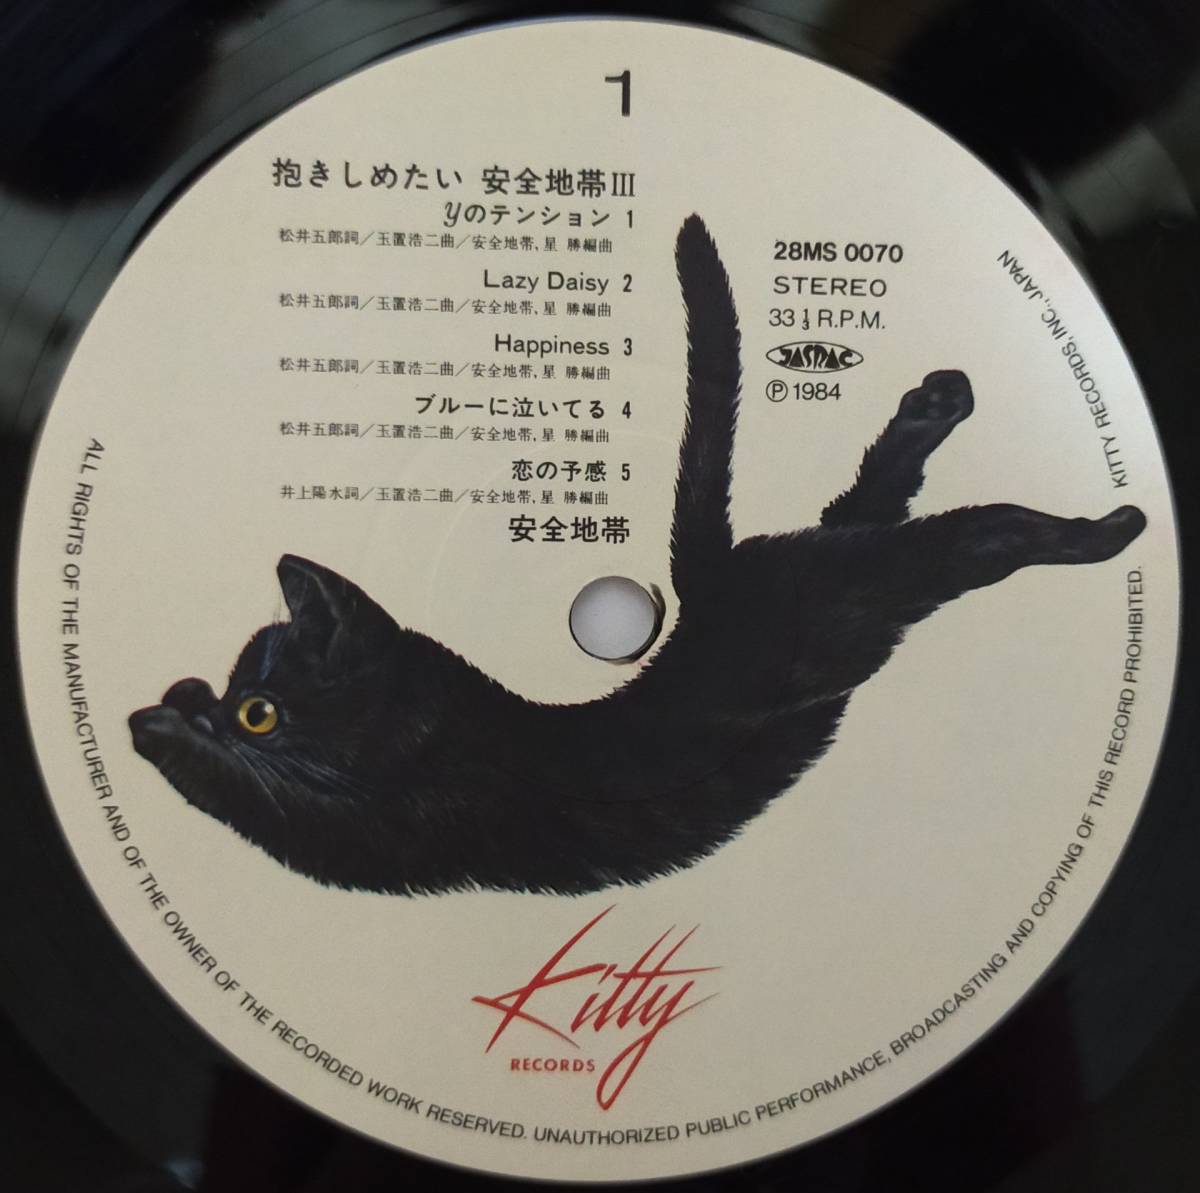 1
抱きしめたい 安全地帯III
yのテンション 1
松井五郎詞／玉置浩二曲／安全地帯, 星 勝編曲
Lazy Daisy 2
松井五郎詞／玉置浩二曲／安全地帯, 星 勝編曲
Happiness 3
松井五郎詞／玉置浩二曲／安全地帯, 星 勝編曲
ブルーに泣いてる 4
松井五郎詞／玉置浩二曲／安全地帯, 星 勝編曲
恋の予感 5
井上陽水詞／玉置浩二曲／安全地帯, 星 勝編曲
安全地帯
28MS 0070
STEREO
33 1/3 R.P.M.
JASRAC
Ⓟ 1984
Kitty
RECORDS
ALL RIGHTS OF THE MANUFACTURER AND OF THE OWNER OF THE RECORDED WORK RESERVED. UNAUTHORIZED PUBLIC PERFORMANCE, BROADCASTING AND COPYING OF THIS RECORD PROHIBITED.
KITTY RECORDS, INC., JAPAN